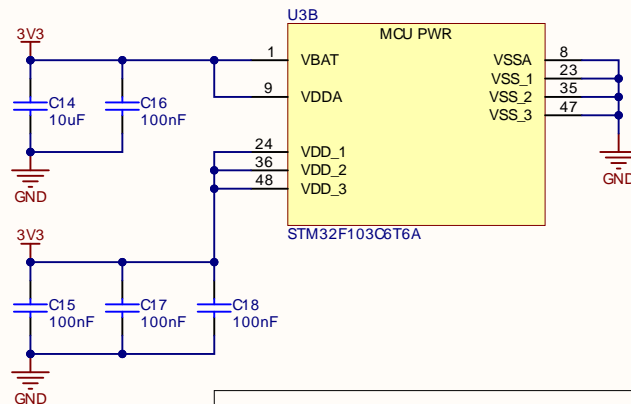 U3B
MCU PWR
3V3
1
VBAT
VSSA
8
VSS_1
23
9
VDDA
VSS_2
35
VSS_3
47
C14
10uF
C16
100nF
24
VDD_1
36
VDD_2
48
VDD_3
GND
GND
STM32F103C6T6A
3V3
C15
100nF
C17
100nF
C18
100nF
GND